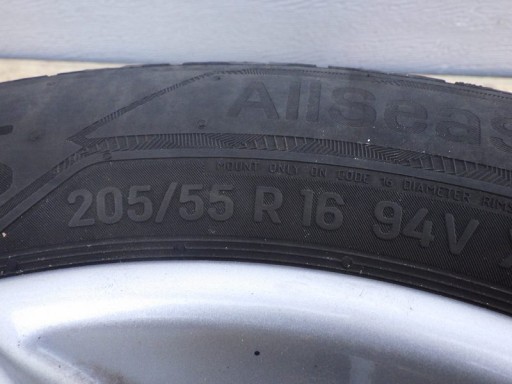 AllSeas
MOUNT ONLY ON CODE 16 DIAMETER RIMS
205/55 R 16 94V